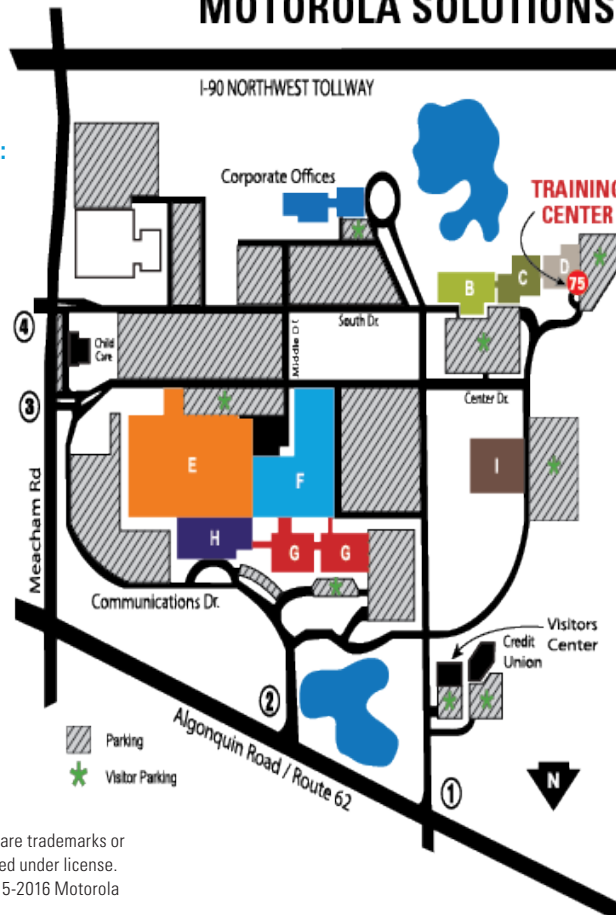 MOTOROLA SOLUTIONS
I-90 NORTHWEST TOLLWAY
:
Corporate Offices
TRAINING
CENTER
B
C
D
75
4
South Dr.
Middle Dr.
Child
Care
3
Center Dr.
E
F
I
Meacham Rd
H
G
G
Communications Dr.
Visitors
Center
Credit
Union
2
Algonquin Road / Route 62
Parking
Visitor Parking
1
N
are trademarks or
ed under license.
5-2016 Motorola